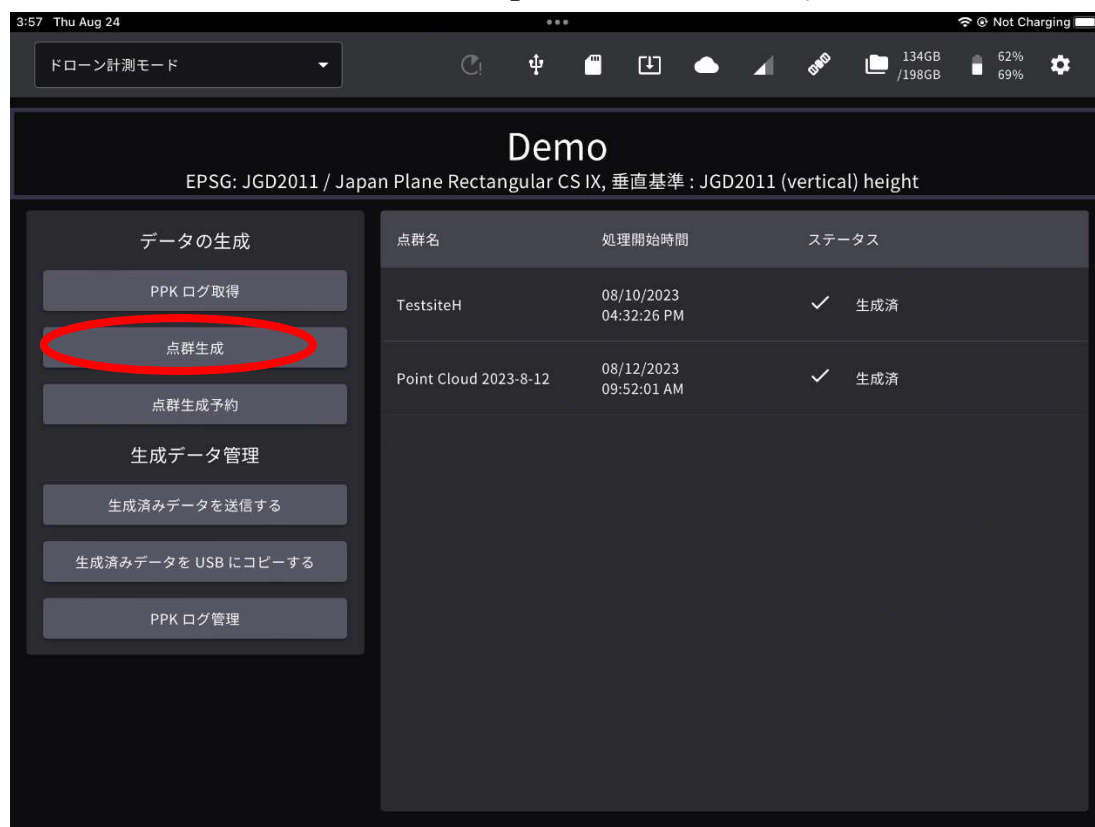 3:57 Thu Aug 24
Not Charging
ドローン計測モード
134GB
/198GB
62%
69%
Demo
EPSG: JGD2011 / Japan Plane Rectangular CS IX, 垂直基準 : JGD2011 (vertical) height
データの生成
PPK ログ取得
点群生成
点群生成予約
生成データ管理
生成済みデータを送信する
生成済みデータを USB にコピーする
PPK ログ管理
点群名 処理開始時間 ステータス
TestsiteH 08/10/2023 生成済
04:32:26 PM
Point Cloud 2023-8-12 08/12/2023 生成済
09:52:01 AM